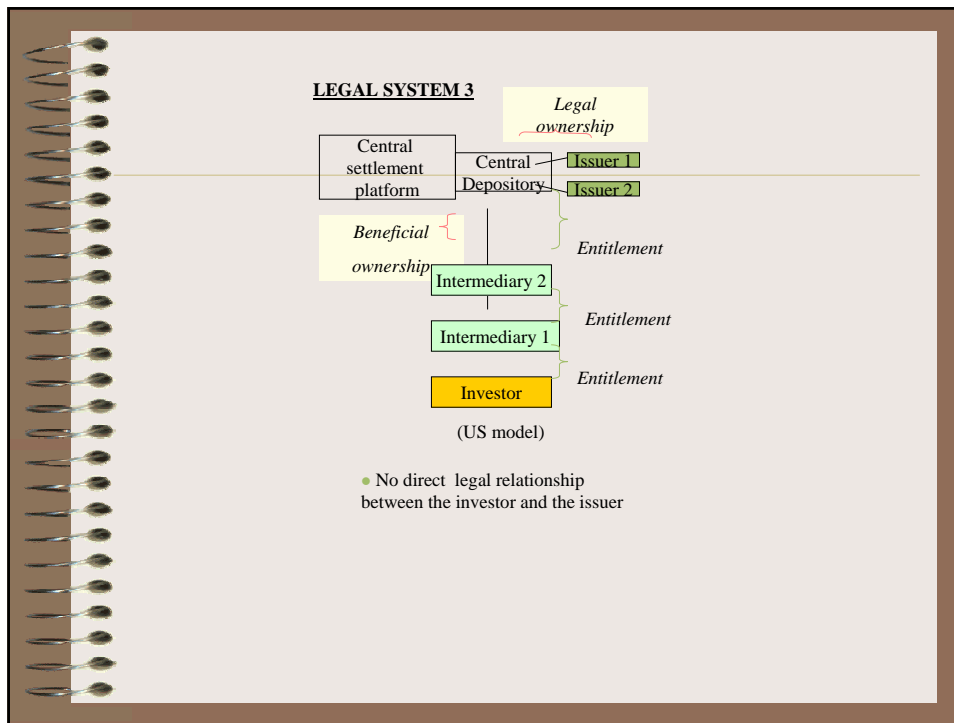 LEGAL SYSTEM 3
Legal
ownership
Central
settlement
platform
Central
Depository
Issuer 1
Issuer 2
Beneficial
ownership
Entitlement
Intermediary 2
Entitlement
Intermediary 1
Entitlement
Investor
(US model)
● No direct legal relationship
between the investor and the issuer